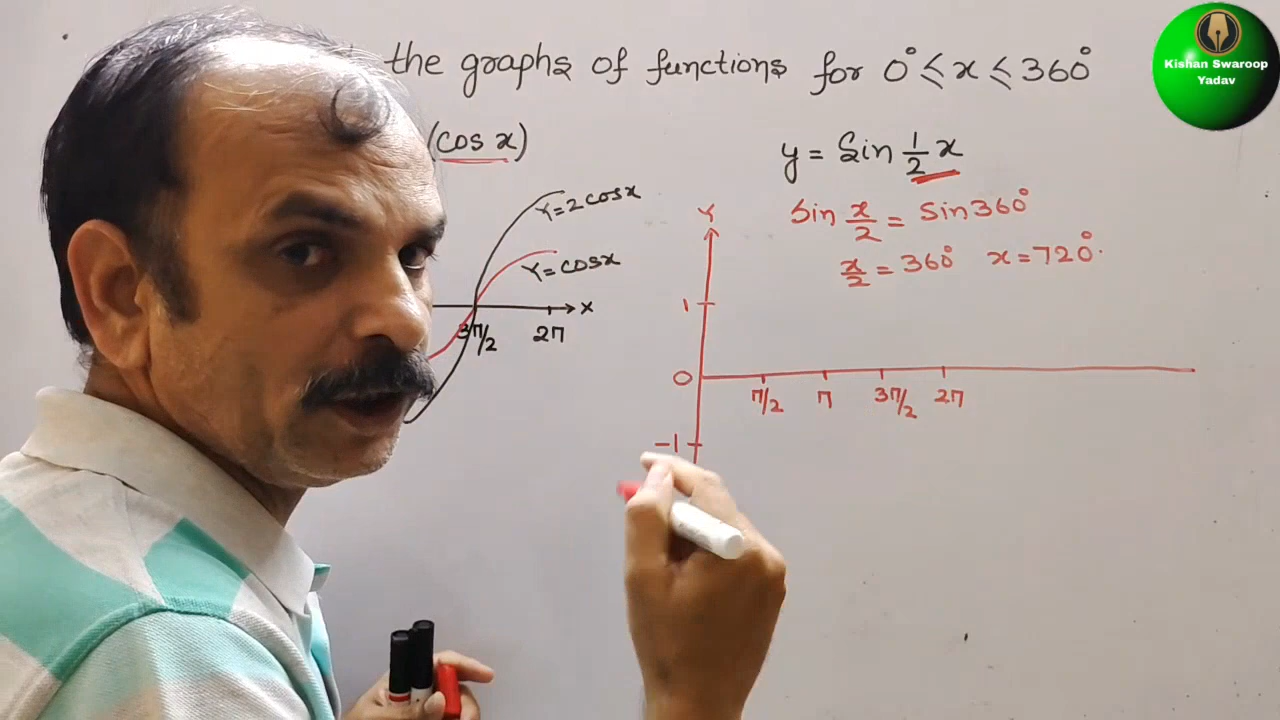 the graphs of functions for 0° ≤ x ≤ 360°
Kishan Swaroop
Yadav
(cos x)
y = Sin 1/2 x
Y=2cosx
Y=cosx
X
3π/2
2π
Sin x/2 = Sin 360°
x/2 = 360° x = 720°.
Y
1
0
-1
π/2 π 3π/2 2π